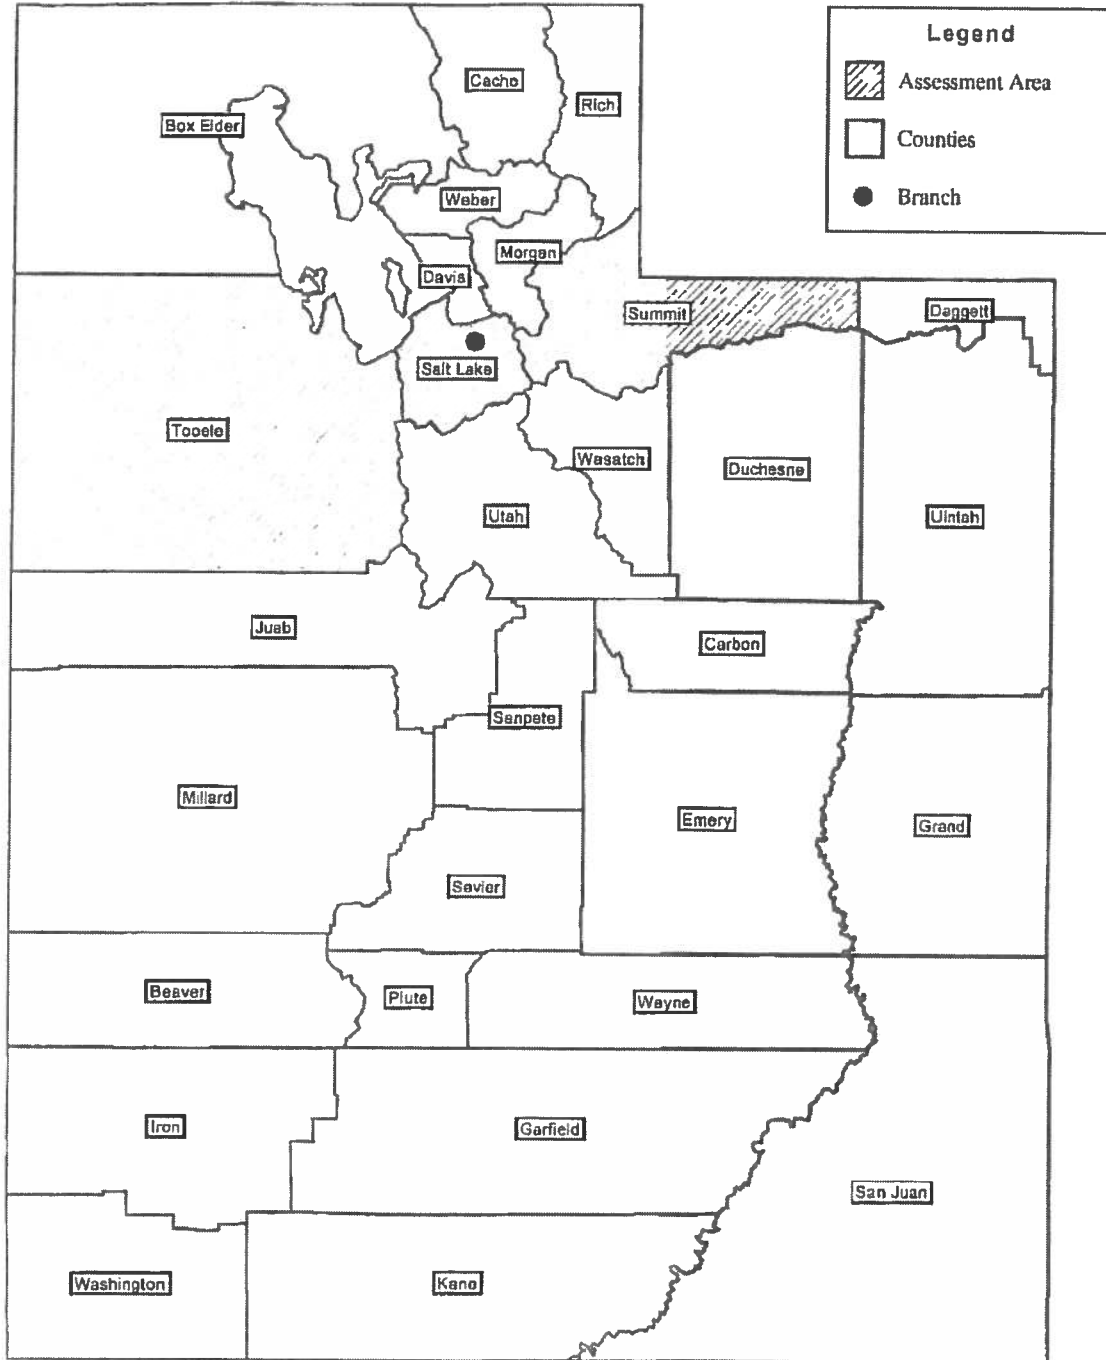 Legend
Assessment Area
Counties
Branch
Cache
Rich
Box Elder
Weber
Morgan
Davis
Summit
Daggett
Salt Lake
Tooele
Wasatch
Duchesne
Utah
Uintah
Juab
Carbon
Sanpete
Millard
Emery
Grand
Sevier
Beaver
Piute
Wayne
Iron
Garfield
San Juan
Washington
Kane